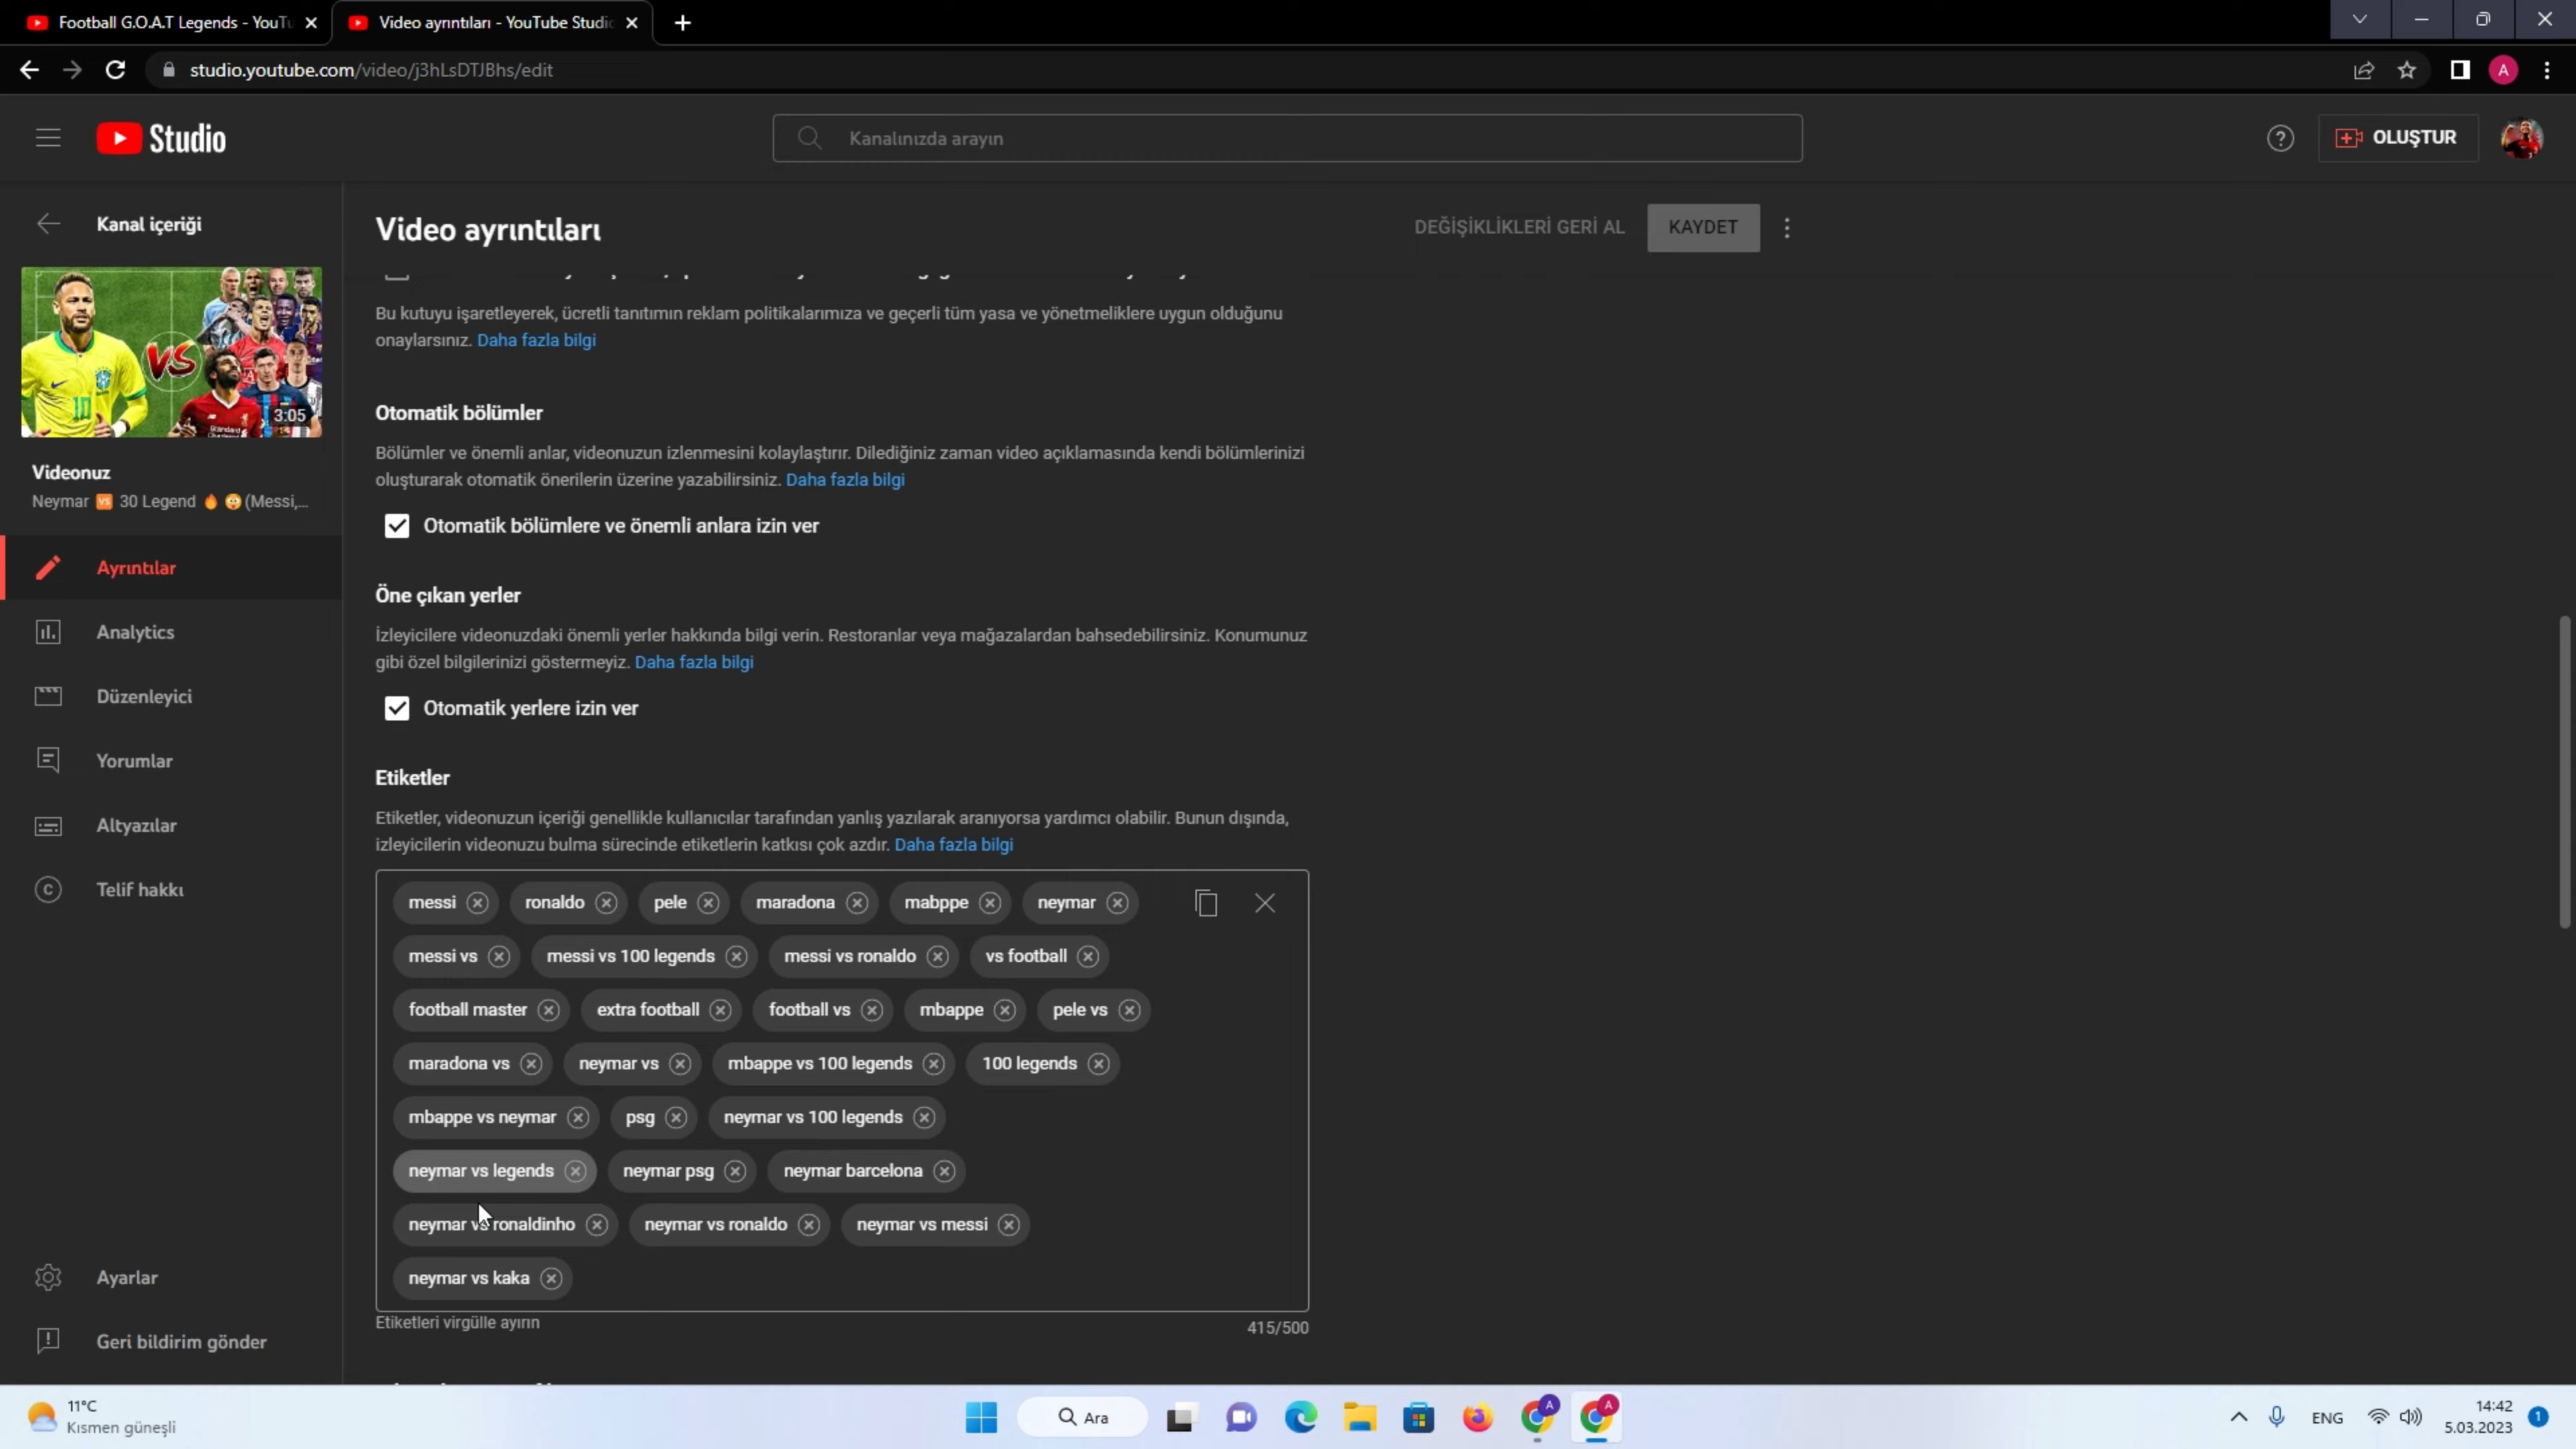 Football G.O.A.T Legends - YouTu
Video ayrıntıları - YouTube Studio
studio.youtube.com/video/j3hLsDTJBhs/edit
A
Studio
Kanalınızda arayın
OLUŞTUR
Kanal içeriği
Video ayrıntıları
DEĞİŞİKLİKLERİ GERİ AL
KAYDET
VS
10
3:05
Bu kutuyu işaretleyerek, ücretli tanıtımın reklam politikalarımıza ve geçerli tüm yasa ve yönetmeliklere uygun olduğunu
onaylarsınız. Daha fazla bilgi
Otomatik bölümler
Bölümler ve önemli anlar, videonuzun izlenmesini kolaylaştırır. Dilediğiniz zaman video açıklamasında kendi bölümlerinizi
oluşturarak otomatik önerilerin üzerine yazabilirsiniz. Daha fazla bilgi
Otomatik bölümlere ve önemli anlara izin ver
Videonuz
Neymar VS 30 Legend 🔥 😳 (Messi,...
Ayrıntılar
Analytics
Düzenleyici
Yorumlar
Altyazılar
Telif hakkı
Ayarlar
Geri bildirim gönder
Öne çıkan yerler
İzleyicilere videonuzdaki önemli yerler hakkında bilgi verin. Restoranlar veya mağazalardan bahsedebilirsiniz. Konumunuz
gibi özel bilgilerinizi göstermeyiz. Daha fazla bilgi
Otomatik yerlere izin ver
Etiketler
Etiketler, videonuzun içeriği genellikle kullanıcılar tarafından yanlış yazılarak aranıyorsa yardımcı olabilir. Bunun dışında,
izleyicilerin videonuzu bulma sürecinde etiketlerin katkısı çok azdır. Daha fazla bilgi
messi ronaldo pele maradona mabppe neymar
messi vs messi vs 100 legends messi vs ronaldo vs football
football master extra football football vs mbappe pele vs
maradona vs neymar vs mbappe vs 100 legends 100 legends
mbappe vs neymar psg neymar vs 100 legends
neymar vs legends neymar psg neymar barcelona
neymar vs ronaldinho neymar vs ronaldo neymar vs messi
neymar vs kaka
Etiketleri virgülle ayırın
415/500
11°C
Kısmen güneşli
Ara
A
A
ENG
14:42
5.03.2023
1